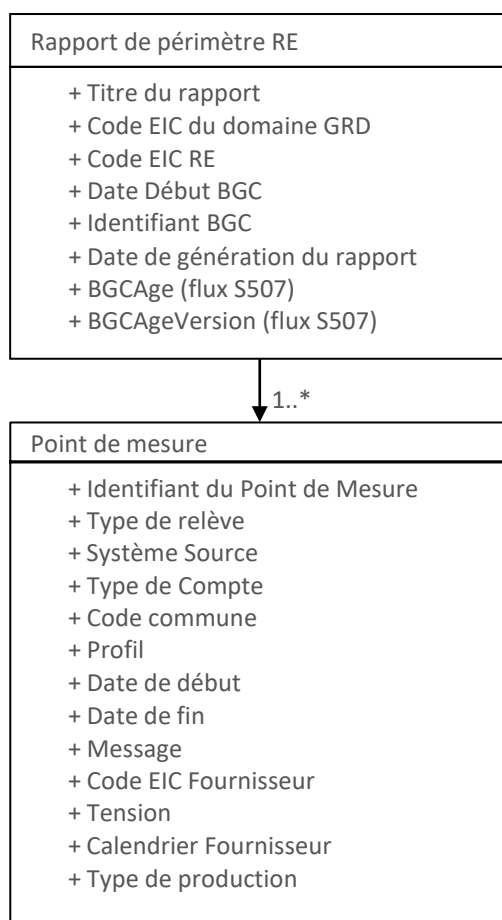 Rapport de périmètre RE
+ Titre du rapport
+ Code EIC du domaine GRD
+ Code EIC RE
+ Date Début BGC
+ Identifiant BGC
+ Date de génération du rapport
+ BGCAge (flux S507)
+ BGCAgeVersion (flux S507)
1..*
Point de mesure
+ Identifiant du Point de Mesure
+ Type de relève
+ Système Source
+ Type de Compte
+ Code commune
+ Profil
+ Date de début
+ Date de fin
+ Message
+ Code EIC Fournisseur
+ Tension
+ Calendrier Fournisseur
+ Type de production